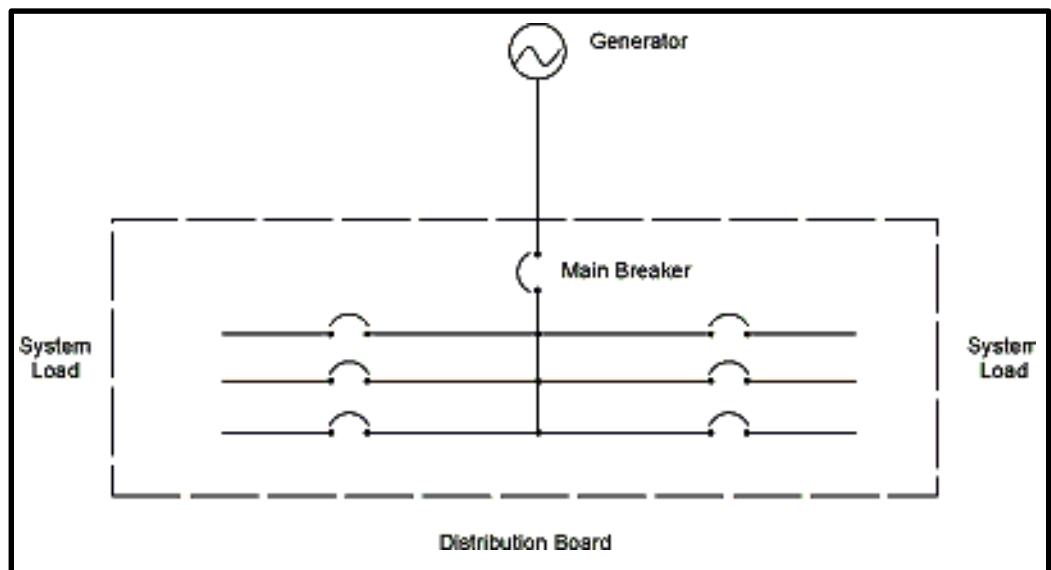 Generator
Main Breaker
System
Load
System
Load
Distribution Board